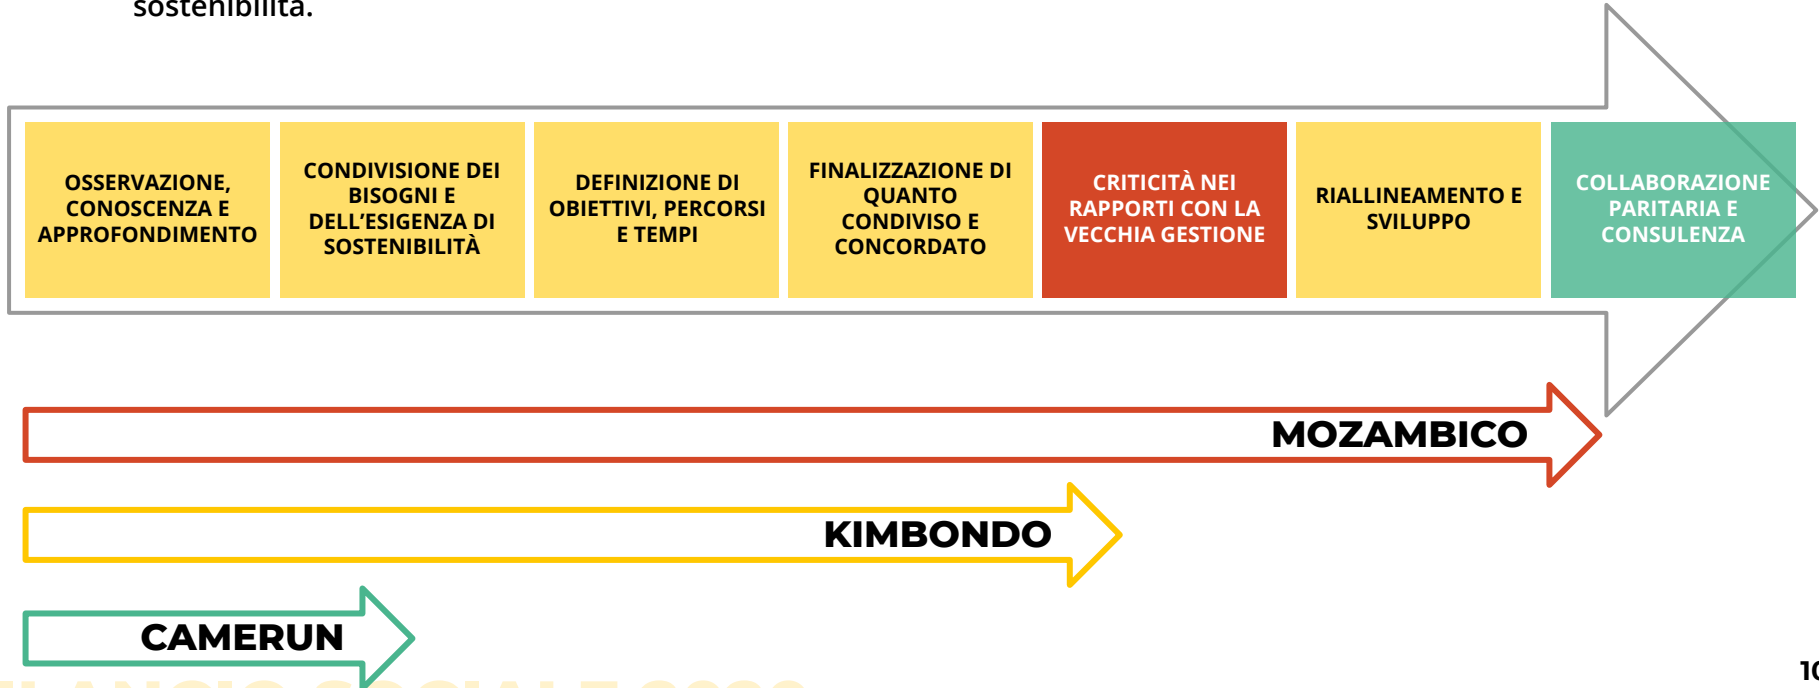 sostenibilità.
OSSERVAZIONE,
CONOSCENZA E
APPROFONDIMENTO
CONDIVISIONE DEI
BISOGNI E
DELL'ESIGENZA DI
SOSTENIBILITÀ
DEFINIZIONE DI
OBIETTIVI, PERCORSI
E TEMPI
FINALIZZAZIONE DI
QUANTO
CONDIVISO E
CONCORDATO
CRITICITÀ NEI
RAPPORTI CON LA
VECCHIA GESTIONE
RIALLINEAMENTO E
SVILUPPO
COLLABORAZIONE
PARITARIA E
CONSULENZA
MOZAMBICO
KIMBONDO
CAMERUN